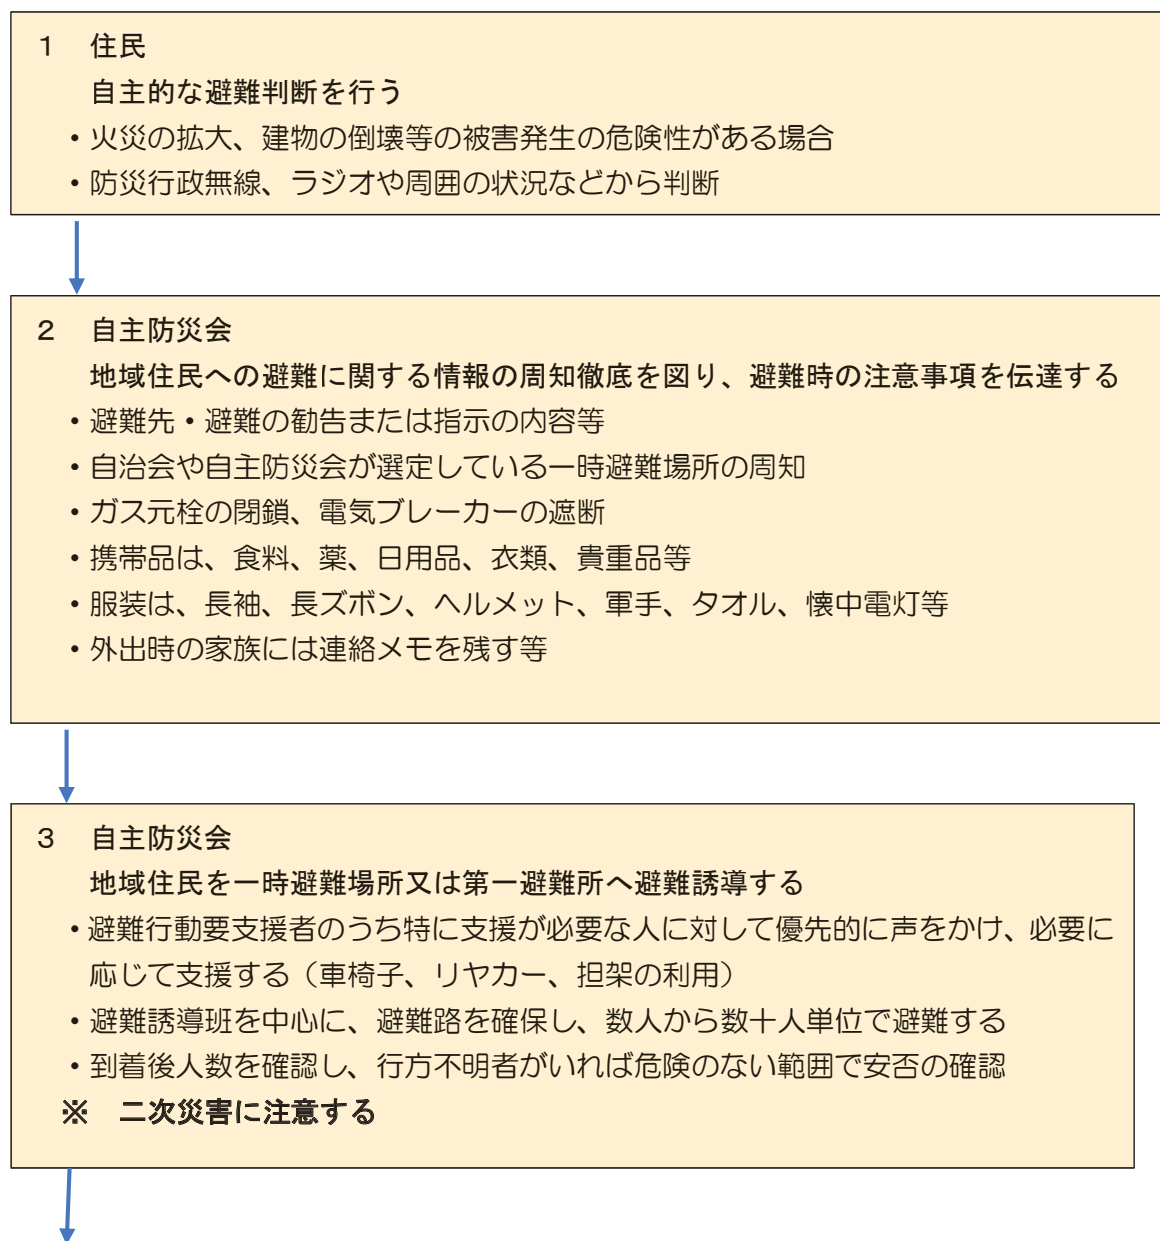 １　住民
自主的な避難判断を行う
・火災の拡大、建物の倒壊等の被害発生の危険性がある場合
・防災行政無線、ラジオや周囲の状況などから判断
２　自主防災会
地域住民への避難に関する情報の周知徹底を図り、避難時の注意事項を伝達する
・避難先・避難の勧告または指示の内容等
・自治会や自主防災会が選定している一時避難場所の周知
・ガス元栓の閉鎖、電気ブレーカーの遮断
・携帯品は、食料、薬、日用品、衣類、貴重品等
・服装は、長袖、長ズボン、ヘルメット、軍手、タオル、懐中電灯等
・外出時の家族には連絡メモを残す等
３　自主防災会
地域住民を一時避難場所又は第一避難所へ避難誘導する
・避難行動要支援者のうち特に支援が必要な人に対して優先的に声をかけ、必要に
応じて支援する（車椅子、リヤカー、担架の利用）
・避難誘導班を中心に、避難路を確保し、数人から数十人単位で避難する
・到着後人数を確認し、行方不明者がいれば危険のない範囲で安否の確認
※　二次災害に注意する